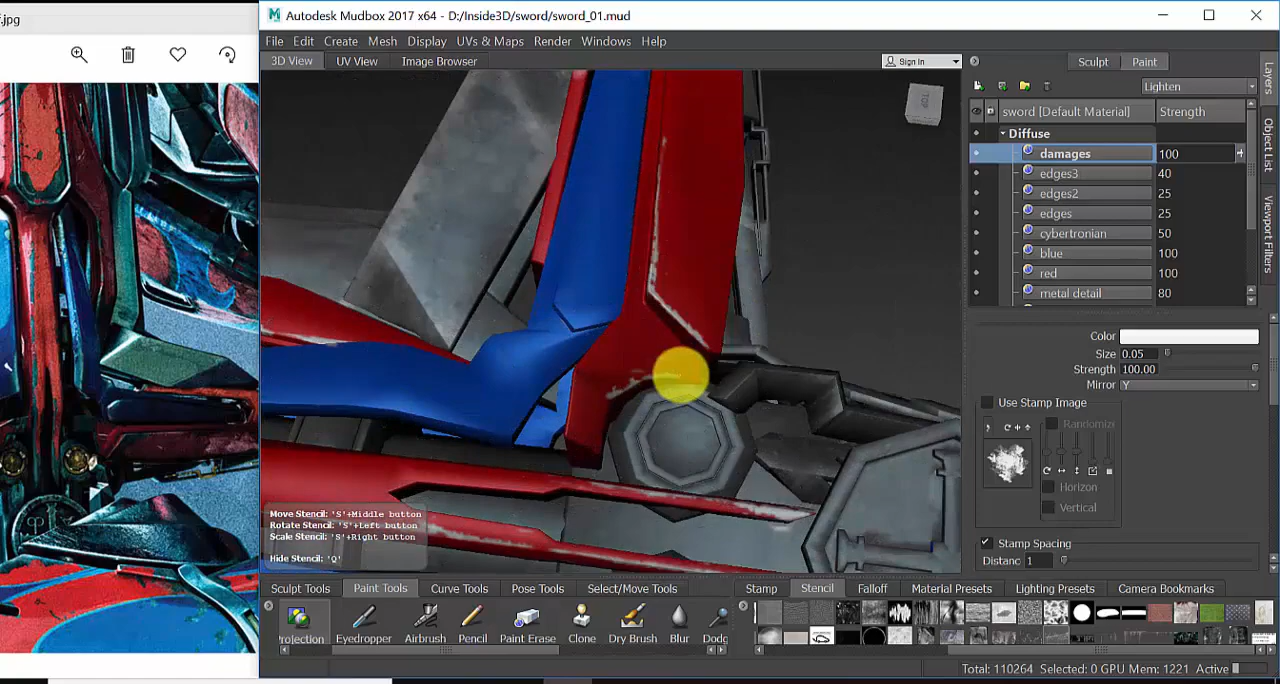 .jpg
Autodesk Mudbox 2017 x64 - D:/Inside3D/sword/sword_01.mud
File Edit Create Mesh Display UVs & Maps Render Windows Help
3D View UV View Image Browser
Sign In
Sculpt Paint
Lighten
sword [Default Material] Strength
Diffuse
damages 100
edges3 40
edges2 25
edges 25
cybertronian 50
blue 100
red 100
metal detail 80
Layers
Object List
Viewport Filters
TOP
Color
Size 0.05
Strength 100.00
Mirror Y
Use Stamp Image
Randomize
Horizon
Vertical
Stamp Spacing
Distanc 1
Move Stencil: 'S'+Middle button
Rotate Stencil: 'S'+Left button
Scale Stencil: 'S'+Right button
Hide Stencil: 'Q'
Sculpt Tools Paint Tools Curve Tools Pose Tools Select/Move Tools
Stamp Stencil Falloff Material Presets Lighting Presets Camera Bookmarks
Projection Eyedropper Airbrush Pencil Paint Erase Clone Dry Brush Blur Dodg
Total: 110264 Selected: 0 GPU Mem: 1221 Active